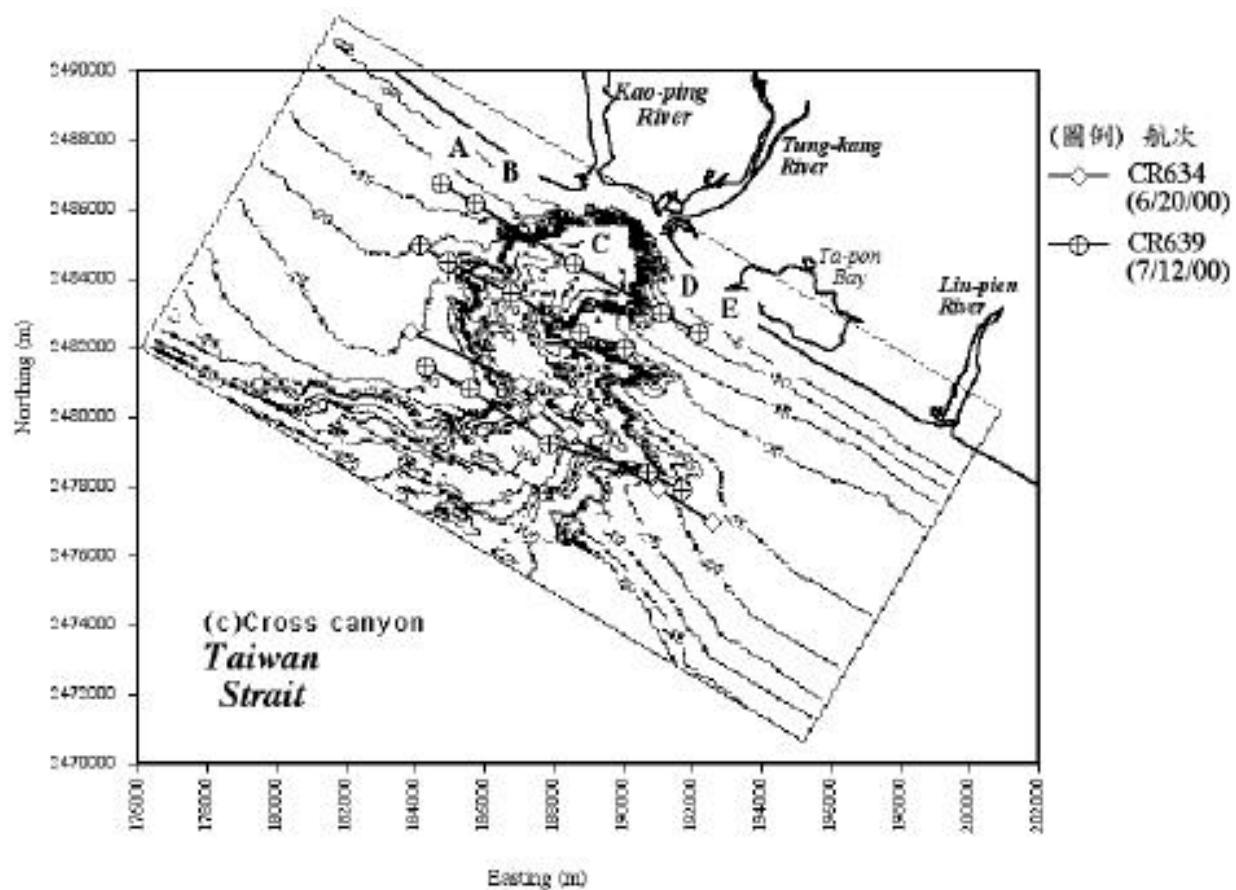 2490000
2488000
2486000
2484000
2482000
2480000
2478000
2476000
2474000
2472000
2470000
Northing (m)
176000
178000
180000
182000
184000
186000
188000
190000
192000
194000
196000
198000
200000
202000
Easting (m)
Kao-ping
River
Tung-kang
River
Ta-pon
Bay
Lin-pien
River
A
B
C
D
E
(c)Cross canyon
Taiwan
Strait
(圖例) 航次
CR634
(6/20/00)
CR639
(7/12/00)